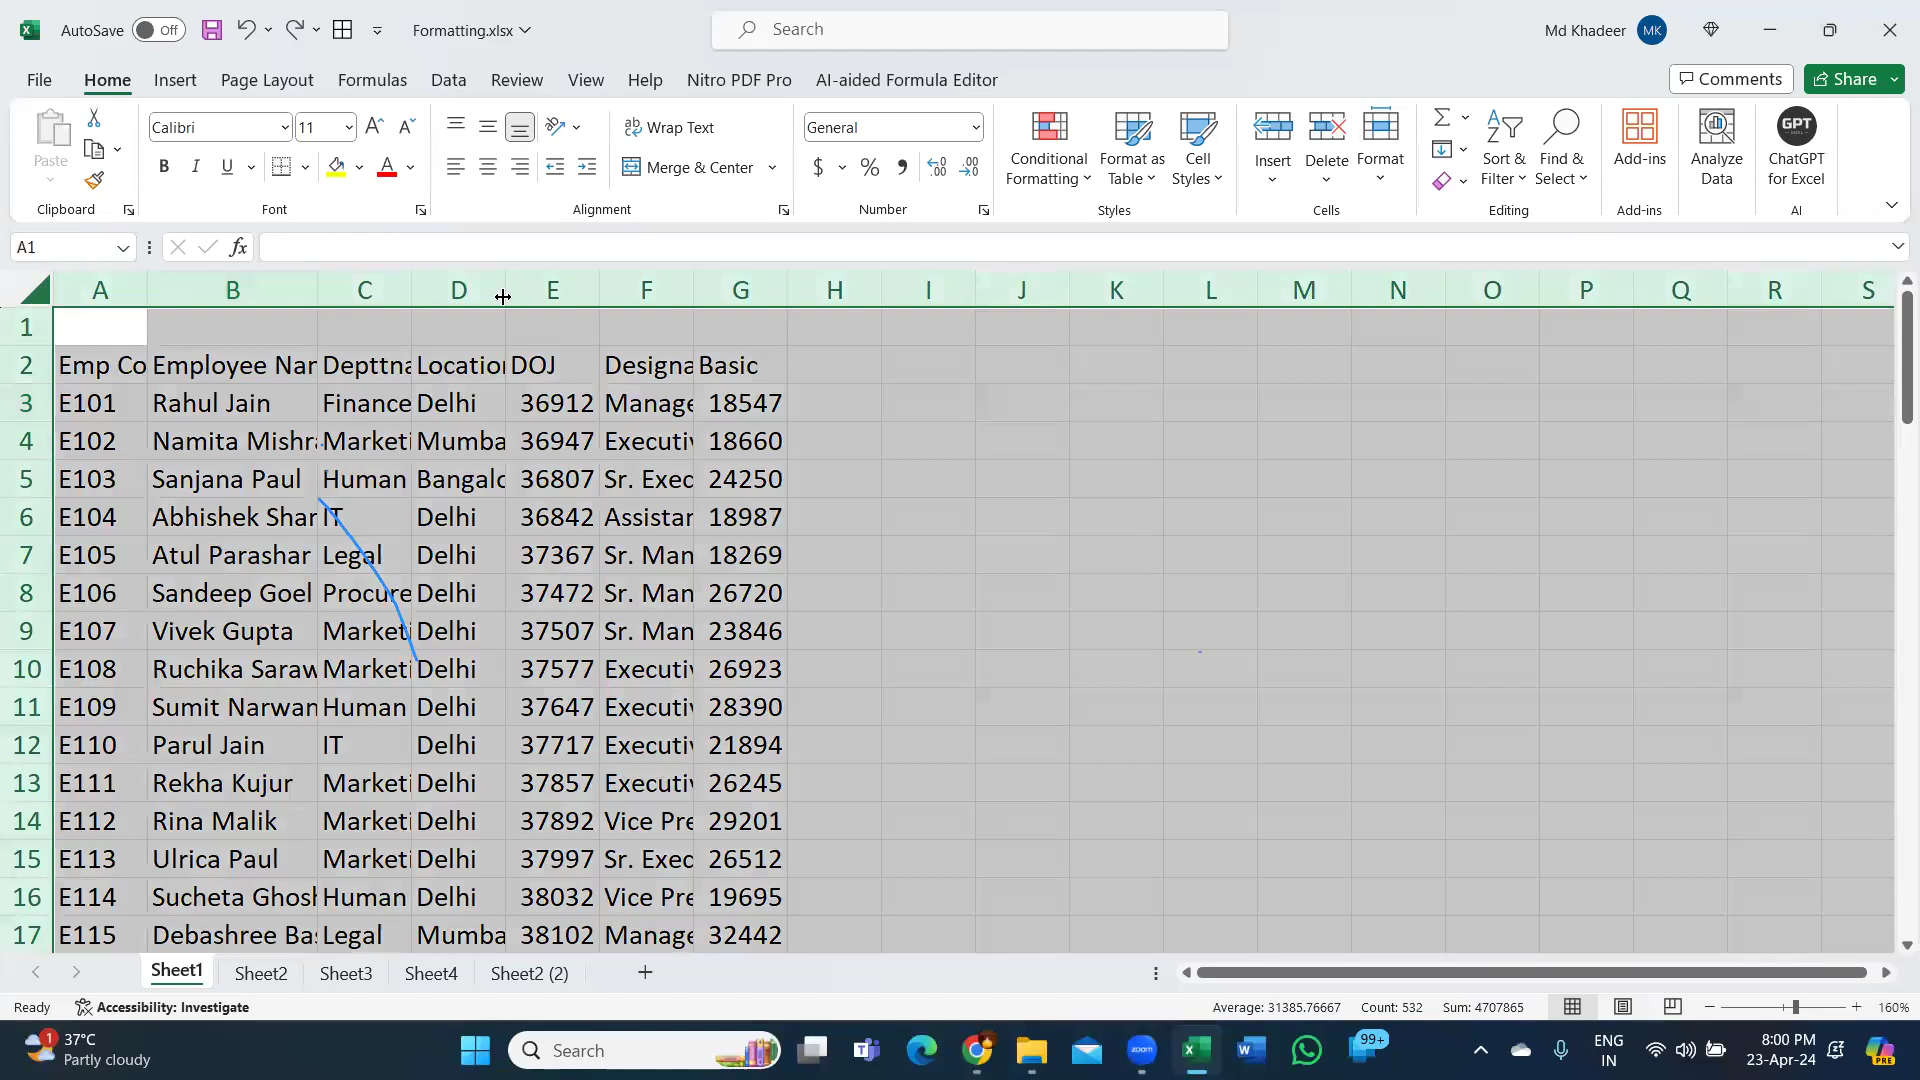 AutoSave Off Formatting.xlsx Search Md Khadeer MK
File Home Insert Page Layout Formulas Data Review View Help Nitro PDF Pro AI-aided Formula Editor Comments Share
Paste Calibri 11 Wrap Text General Conditional Formatting Format as Table Cell Styles Insert Delete Format Sort & Filter Find & Select Add-ins Analyze Data GPT ChatGPT for Excel
B I U A Merge & Center $ %
Clipboard Font Alignment Number Styles Cells Editing Add-ins AI
A1 fx
A B C D E F G H I J K L M N O P Q R S
1
2 Emp Co Employee Nar Depttna Location DOJ Designa Basic
3 E101 Rahul Jain Finance Delhi 36912 Manage 18547
4 E102 Namita Mishra Marketi Mumba 36947 Executiv 18660
5 E103 Sanjana Paul Human Bangalo 36807 Sr. Exec 24250
6 E104 Abhishek Shar IT Delhi 36842 Assistan 18987
7 E105 Atul Parashar Legal Delhi 37367 Sr. Man 18269
8 E106 Sandeep Goel Procure Delhi 37472 Sr. Man 26720
9 E107 Vivek Gupta Marketi Delhi 37507 Sr. Man 23846
10 E108 Ruchika Saraw Marketi Delhi 37577 Executiv 26923
11 E109 Sumit Narwan Human Delhi 37647 Executiv 28390
12 E110 Parul Jain IT Delhi 37717 Executiv 21894
13 E111 Rekha Kujur Marketi Delhi 37857 Executiv 26245
14 E112 Rina Malik Marketi Delhi 37892 Vice Pre 29201
15 E113 Ulrica Paul Marketi Delhi 37997 Sr. Exec 26512
16 E114 Sucheta Ghosh Human Delhi 38032 Vice Pre 19695
17 E115 Debashree Bas Legal Mumba 38102 Manage 32442
Sheet1 Sheet2 Sheet3 Sheet4 Sheet2 (2)
Ready Accessibility: Investigate Average: 31385.76667 Count: 532 Sum: 4707865 160%
1 37°C Search zoom 99+ ENG 8:00 PM
Partly cloudy IN 23-Apr-24 PRE